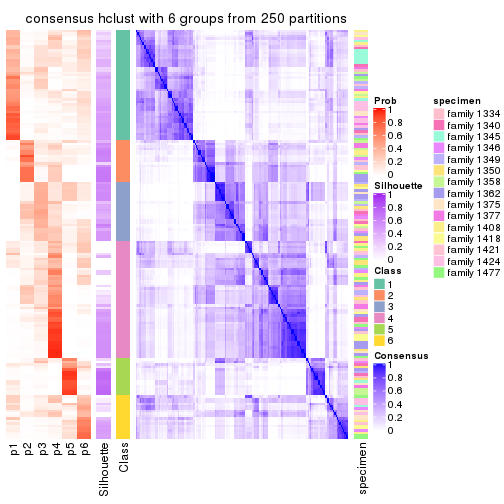 consensus hclust with 6 groups from 250 partitions
Prob
1
0.8
0.6
0.4
0.2
0
Silhouette
1
0.8
0.6
0.4
0.2
0
Class
1
2
3
4
5
6
Consensus
1
0.8
0.6
0.4
0.2
0
specimen
family 1334
family 1340
family 1345
family 1346
family 1349
family 1350
family 1358
family 1362
family 1375
family 1377
family 1408
family 1418
family 1421
family 1424
family 1477
p1
p2
p3
p4
p5
p6
Silhouette
Class
specimen